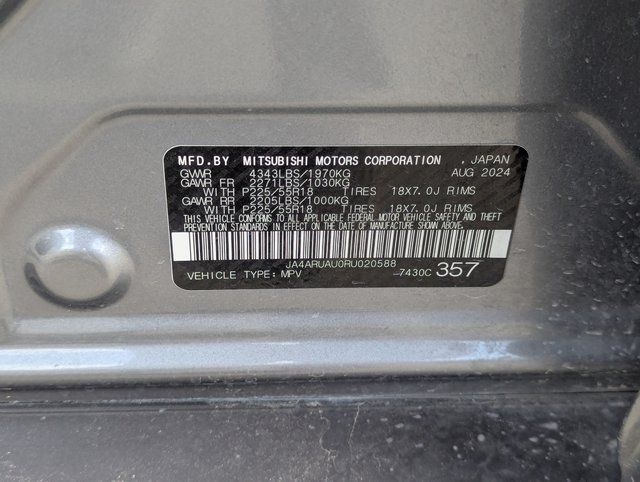 MFD.BY MITSUBISHI MOTORS CORPORATION . JAPAN
GVWR 4343LBS/1970KG AUG 2024
GAWR FR 2271LBS/1030KG
WITH P225/55R18 TIRES 18X7.0J RIMS
GAWR RR 2205LBS/1000KG
WITH P225/55R18 TIRES 18X7.0J RIMS
THIS VEHICLE CONFORMS TO ALL APPLICABLE FEDERAL MOTOR VEHICLE SAFETY AND THEFT
PREVENTION STANDARDS IN EFFECT ON THE DATE OF MANUFACTURE SHOWN ABOVE.
JA4ARUAU0RU020588
VEHICLE TYPE: MPV 7430C 357